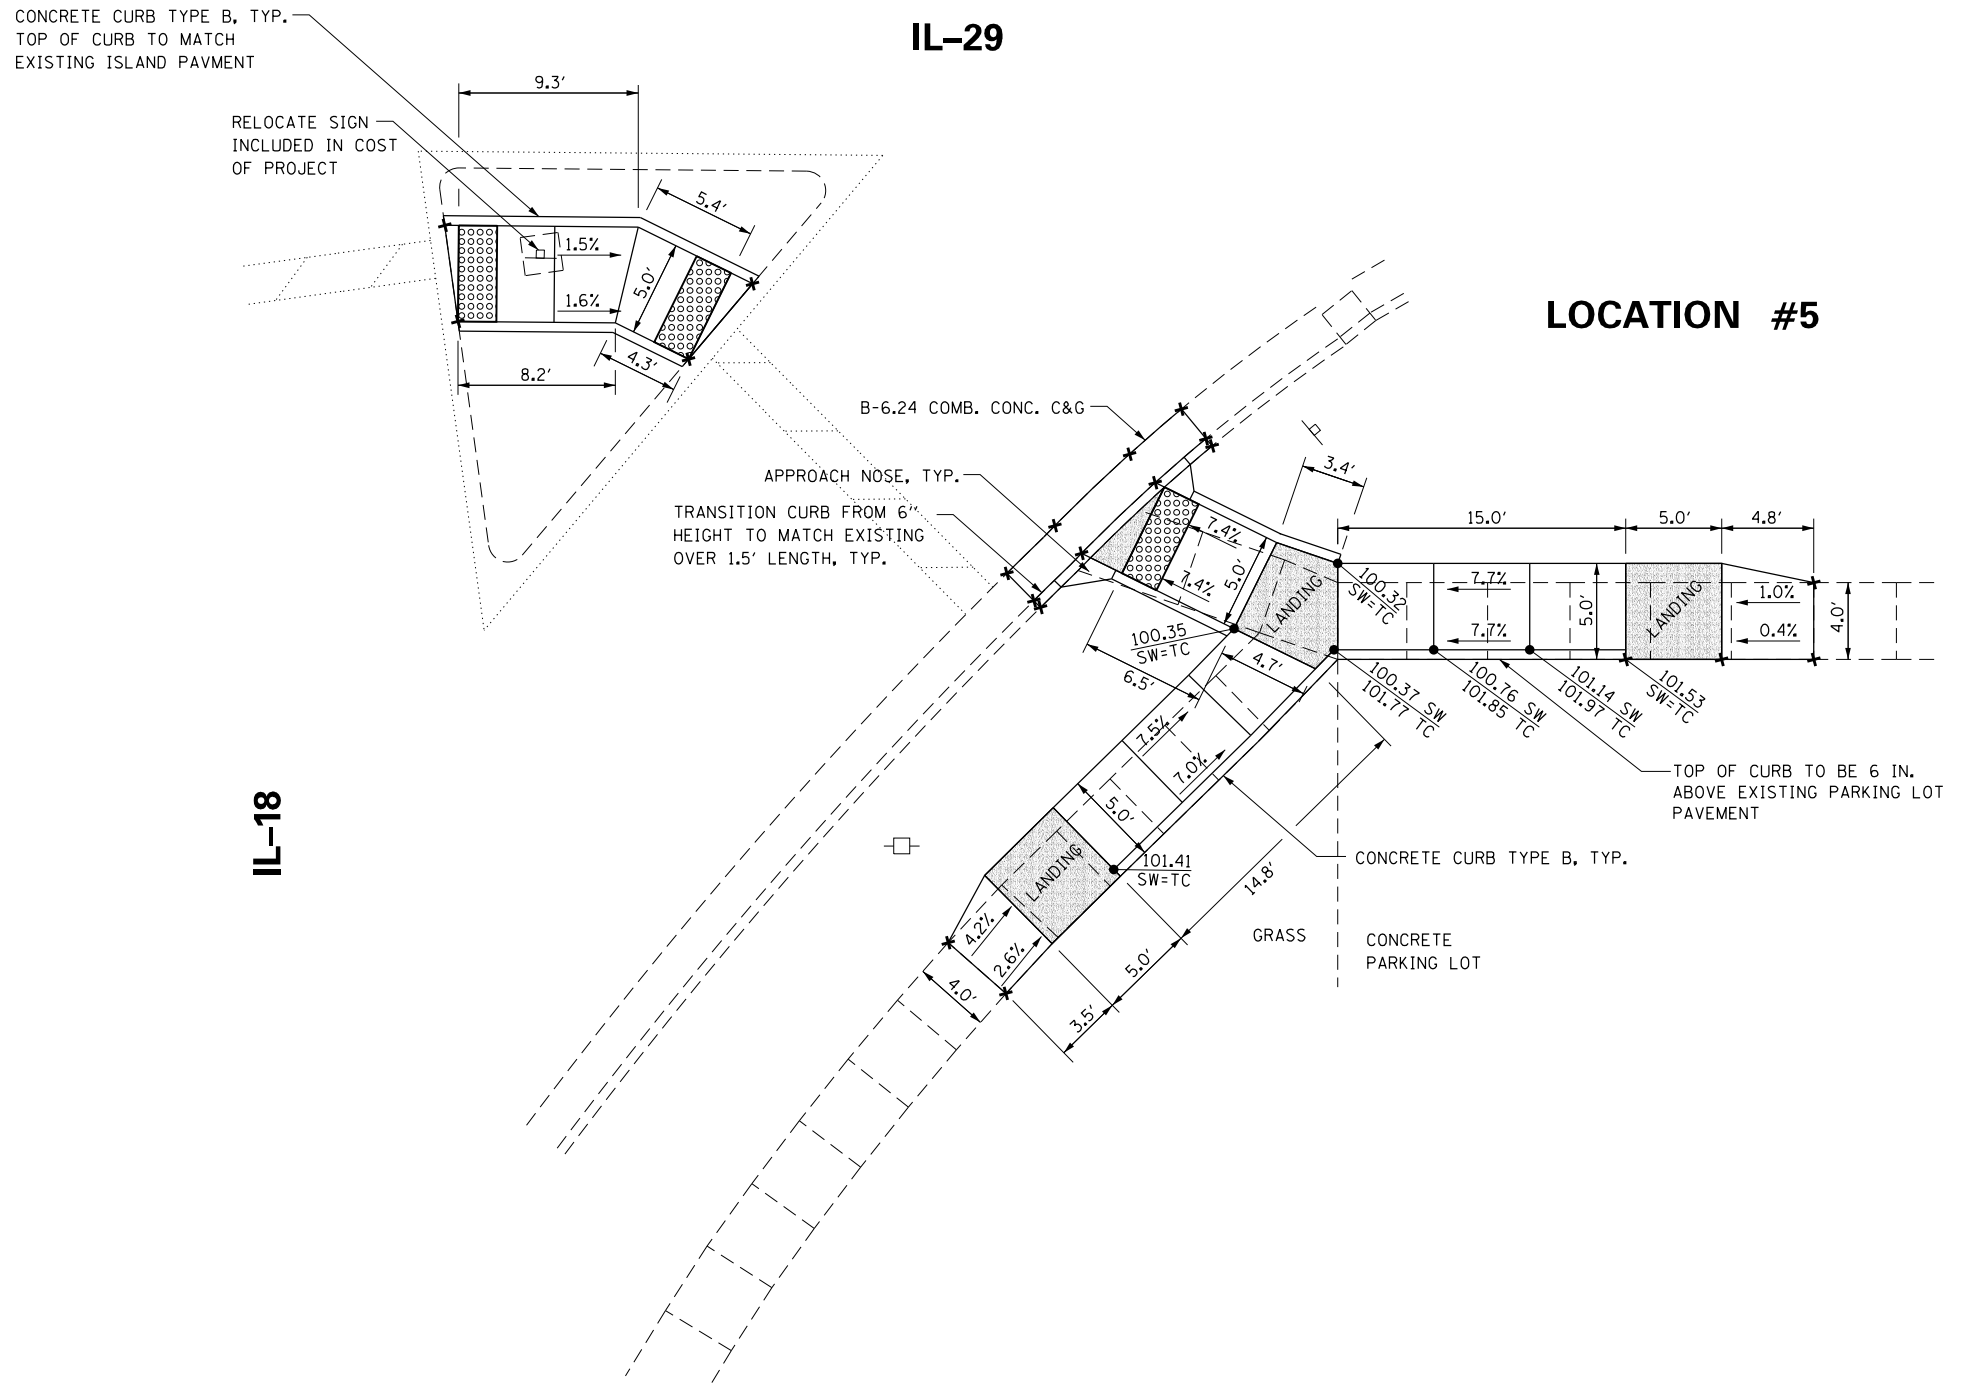 CONCRETE CURB TYPE B, TYP.
TOP OF CURB TO MATCH
EXISTING ISLAND PAVMENT
IL–29
9.3'
RELOCATE SIGN
INCLUDED IN COST
OF PROJECT
5.4'
1.5%
5.0'
1.6%
4.3'
8.2'
LOCATION #5
B-6.24 COMB. CONC. C&G
APPROACH NOSE, TYP.
TRANSITION CURB FROM 6"
HEIGHT TO MATCH EXISTING
OVER 1.5' LENGTH, TYP.
3.4'
15.0'
5.0'
4.8'
7.4%
7.4%
5.0'
LANDING
100.32
SW=TC
7.7%
7.7%
5.0'
LANDING
1.0%
0.4%
4.0'
100.35
SW=TC
6.5'
4.7'
100.37 SW
101.77 TC
100.76 SW
101.85 TC
101.14 SW
101.97 TC
101.53
SW=TC
7.5%
7.0%
TOP OF CURB TO BE 6 IN.
ABOVE EXISTING PARKING LOT
PAVEMENT
5.0'
IL–18
LANDING
101.41
SW=TC
CONCRETE CURB TYPE B, TYP.
14.8'
4.2%
2.6%
GRASS
CONCRETE
PARKING LOT
4.0'
5.0'
3.5'